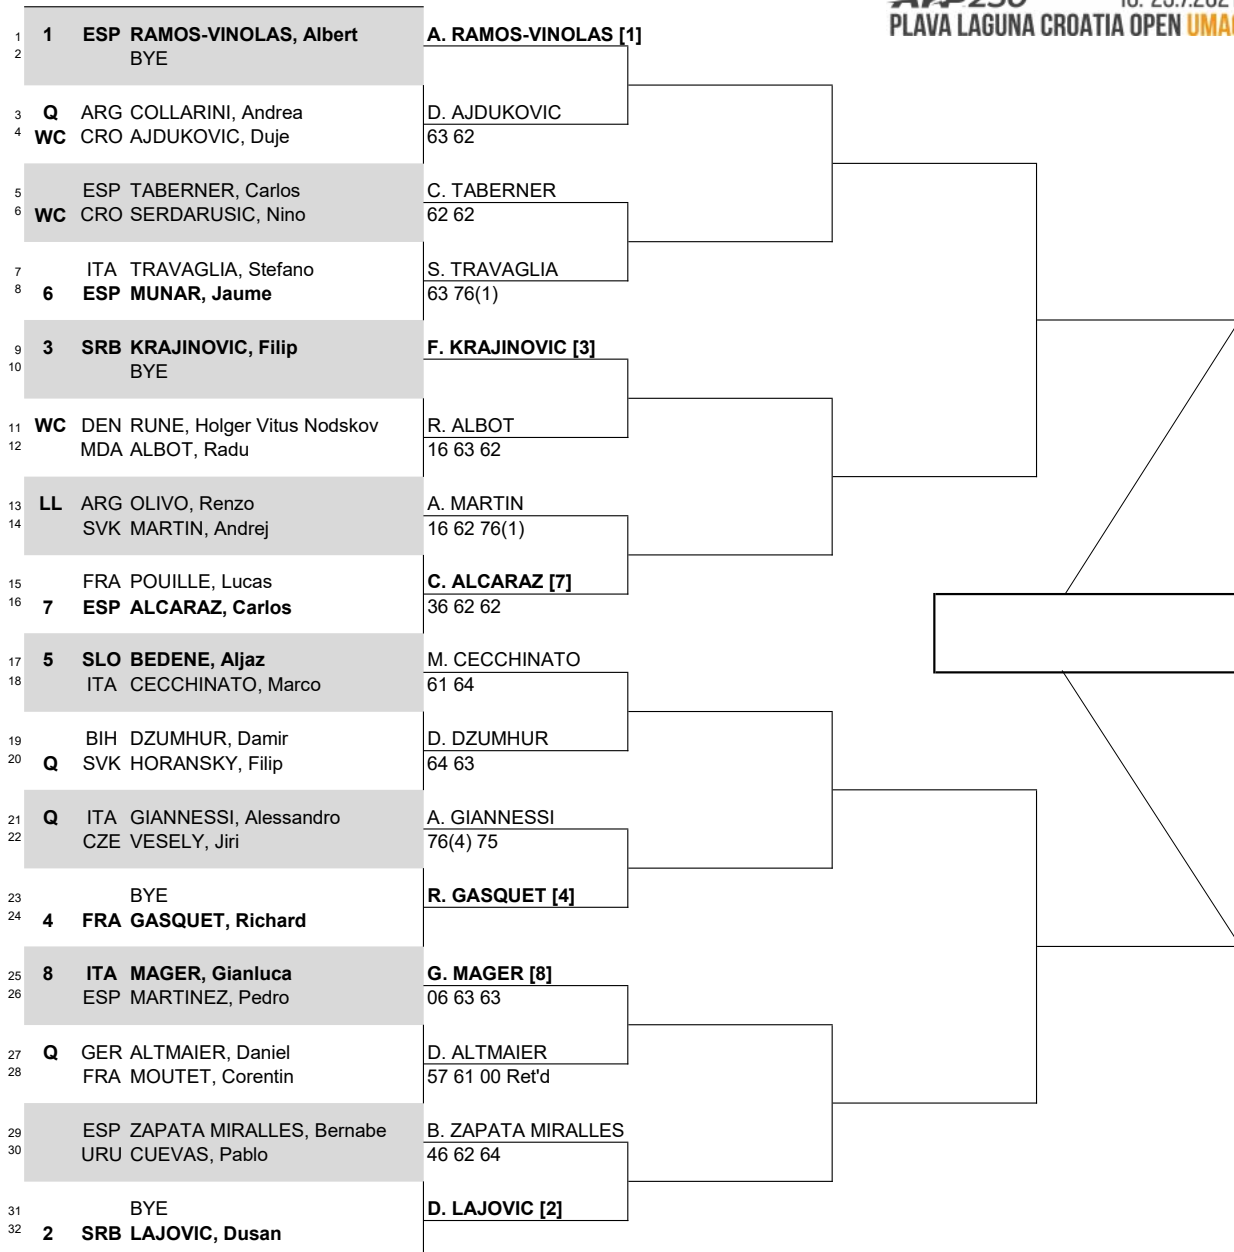 ATP250 18.-25.7.2021
PLAVA LAGUNA CROATIA OPEN UMAG
1 1 ESP RAMOS-VINOLAS, Albert A. RAMOS-VINOLAS [1]
2 BYE
3 Q ARG COLLARINI, Andrea D. AJDUKOVIC
4 WC CRO AJDUKOVIC, Duje 63 62
5 ESP TABERNER, Carlos C. TABERNER
6 WC CRO SERDARUSIC, Nino 62 62
7 ITA TRAVAGLIA, Stefano S. TRAVAGLIA
8 6 ESP MUNAR, Jaume 63 76(1)
9 3 SRB KRAJINOVIC, Filip F. KRAJINOVIC [3]
10 BYE
11 WC DEN RUNE, Holger Vitus Nodskov R. ALBOT
12 MDA ALBOT, Radu 16 63 62
13 LL ARG OLIVO, Renzo A. MARTIN
14 SVK MARTIN, Andrej 16 62 76(1)
15 FRA POUILLE, Lucas C. ALCARAZ [7]
16 7 ESP ALCARAZ, Carlos 36 62 62
17 5 SLO BEDENE, Aljaz M. CECCHINATO
18 ITA CECCHINATO, Marco 61 64
19 BIH DZUMHUR, Damir D. DZUMHUR
20 Q SVK HORANSKY, Filip 64 63
21 Q ITA GIANNESSI, Alessandro A. GIANNESSI
22 CZE VESELY, Jiri 76(4) 75
23 BYE R. GASQUET [4]
24 4 FRA GASQUET, Richard
25 8 ITA MAGER, Gianluca G. MAGER [8]
26 ESP MARTINEZ, Pedro 06 63 63
27 Q GER ALTMAIER, Daniel D. ALTMAIER
28 FRA MOUTET, Corentin 57 61 00 Ret'd
29 ESP ZAPATA MIRALLES, Bernabe B. ZAPATA MIRALLES
30 URU CUEVAS, Pablo 46 62 64
31 BYE D. LAJOVIC [2]
32 2 SRB LAJOVIC, Dusan